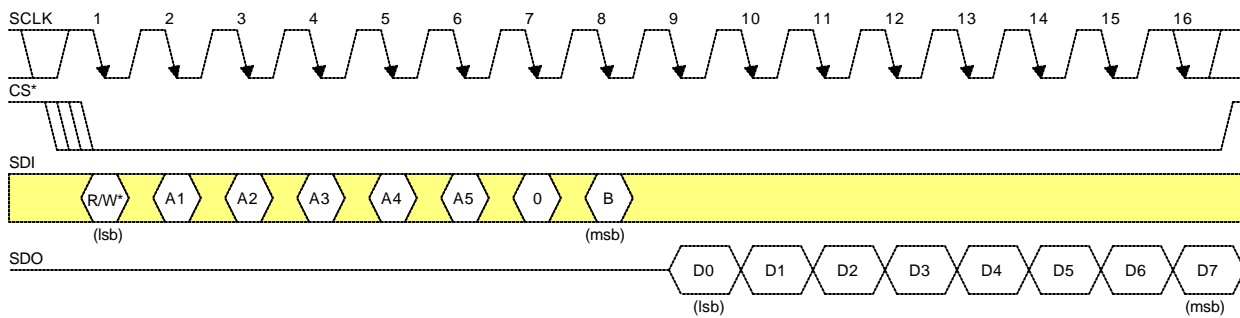 SCLK 1 2 3 4 5 6 7 8 9 10 11 12 13 14 15 16
CS*
SDI
R/W* A1 A2 A3 A4 A5 0 B
(lsb) (msb)
SDO
D0 D1 D2 D3 D4 D5 D6 D7
(lsb) (msb)